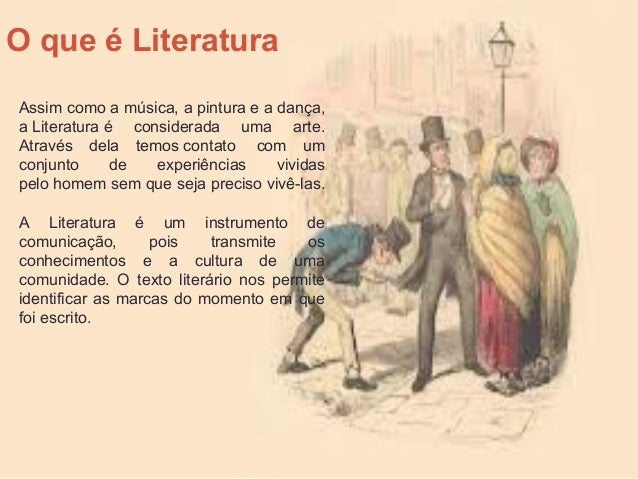 O que é Literatura
Assim como a música, a pintura e a dança,
a Literatura é considerada uma arte.
Através dela temos contato com um
conjunto de experiências vividas
pelo homem sem que seja preciso vivê-las.
A Literatura é um instrumento de
comunicação, pois transmite os
conhecimentos e a cultura de uma
comunidade. O texto literário nos permite
identificar as marcas do momento em que
foi escrito.